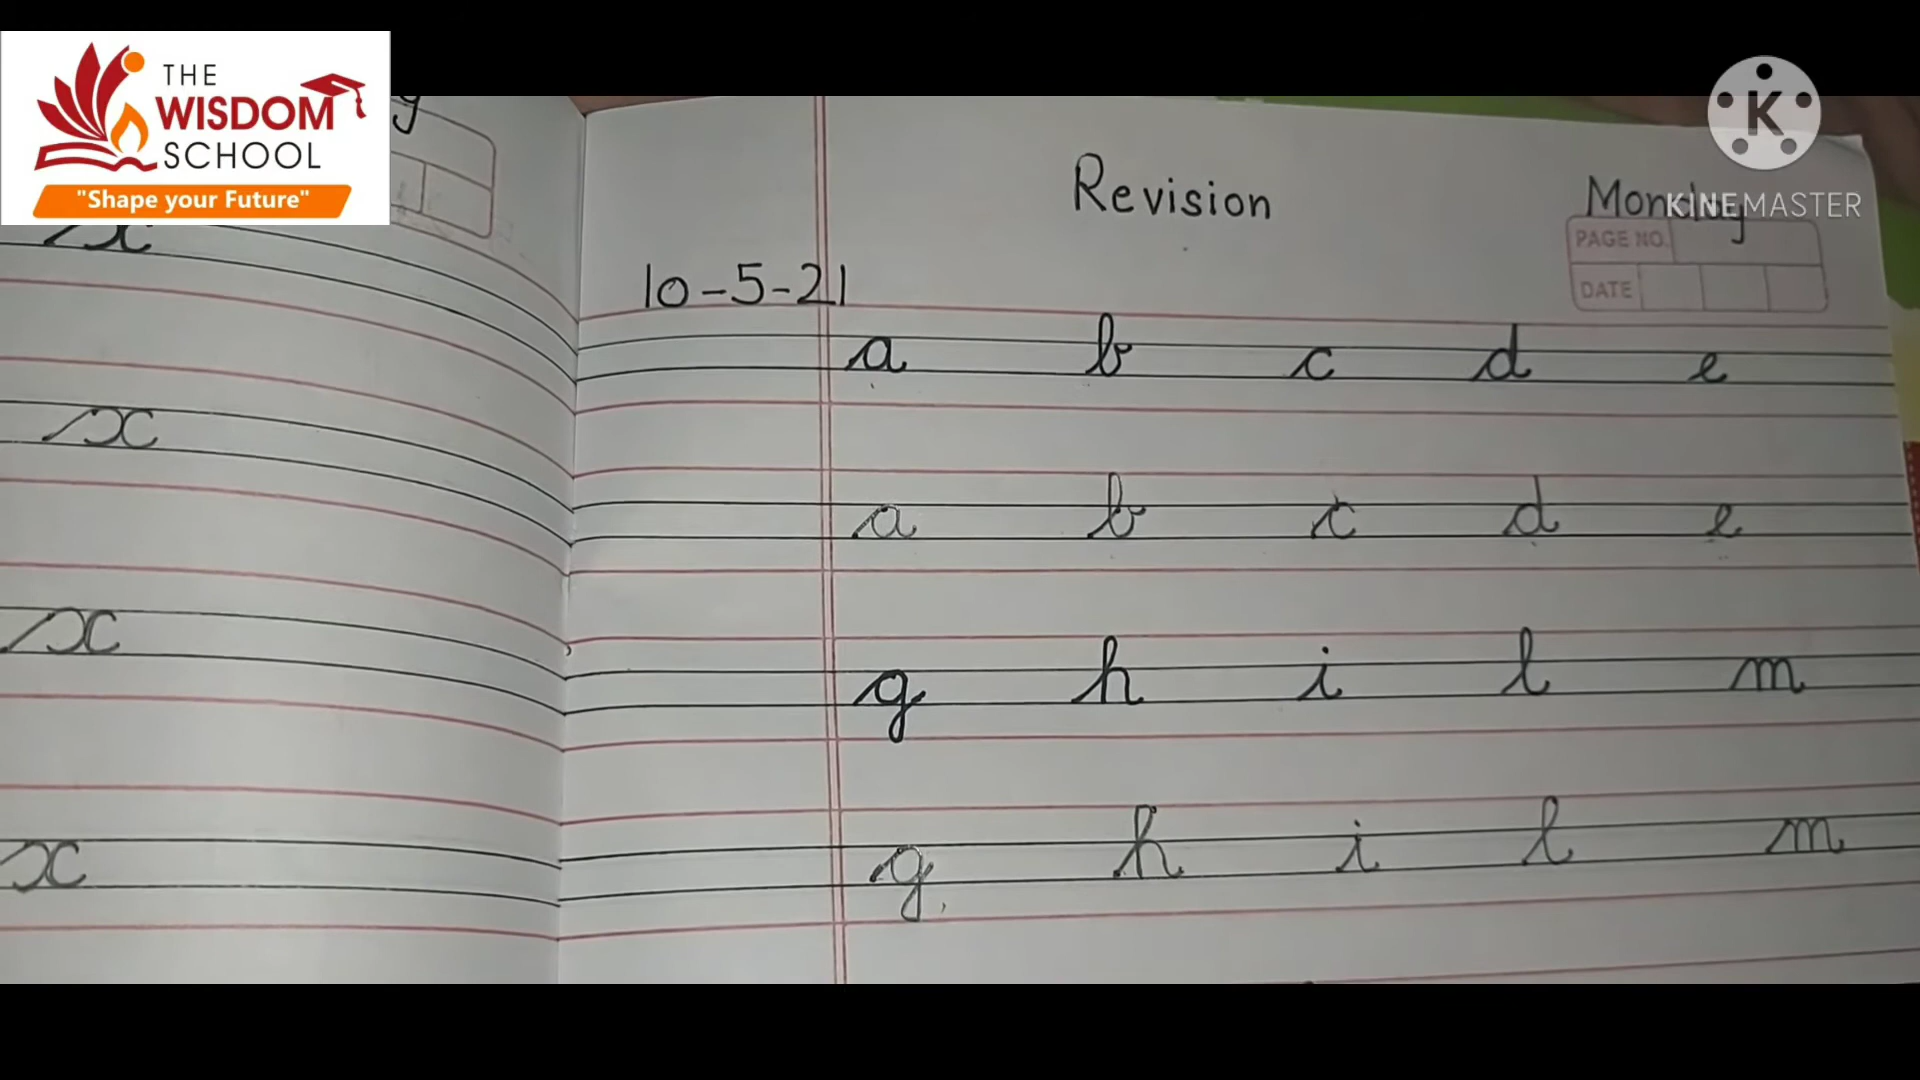 THE
WISDOM
SCHOOL
"Shape your Future"
K
KINEMASTER
Revision
Monday
PAGE NO.
DATE
10-5-21
a b c d e
a b c d e
g h i l m
g h i l m
x
x
x
x